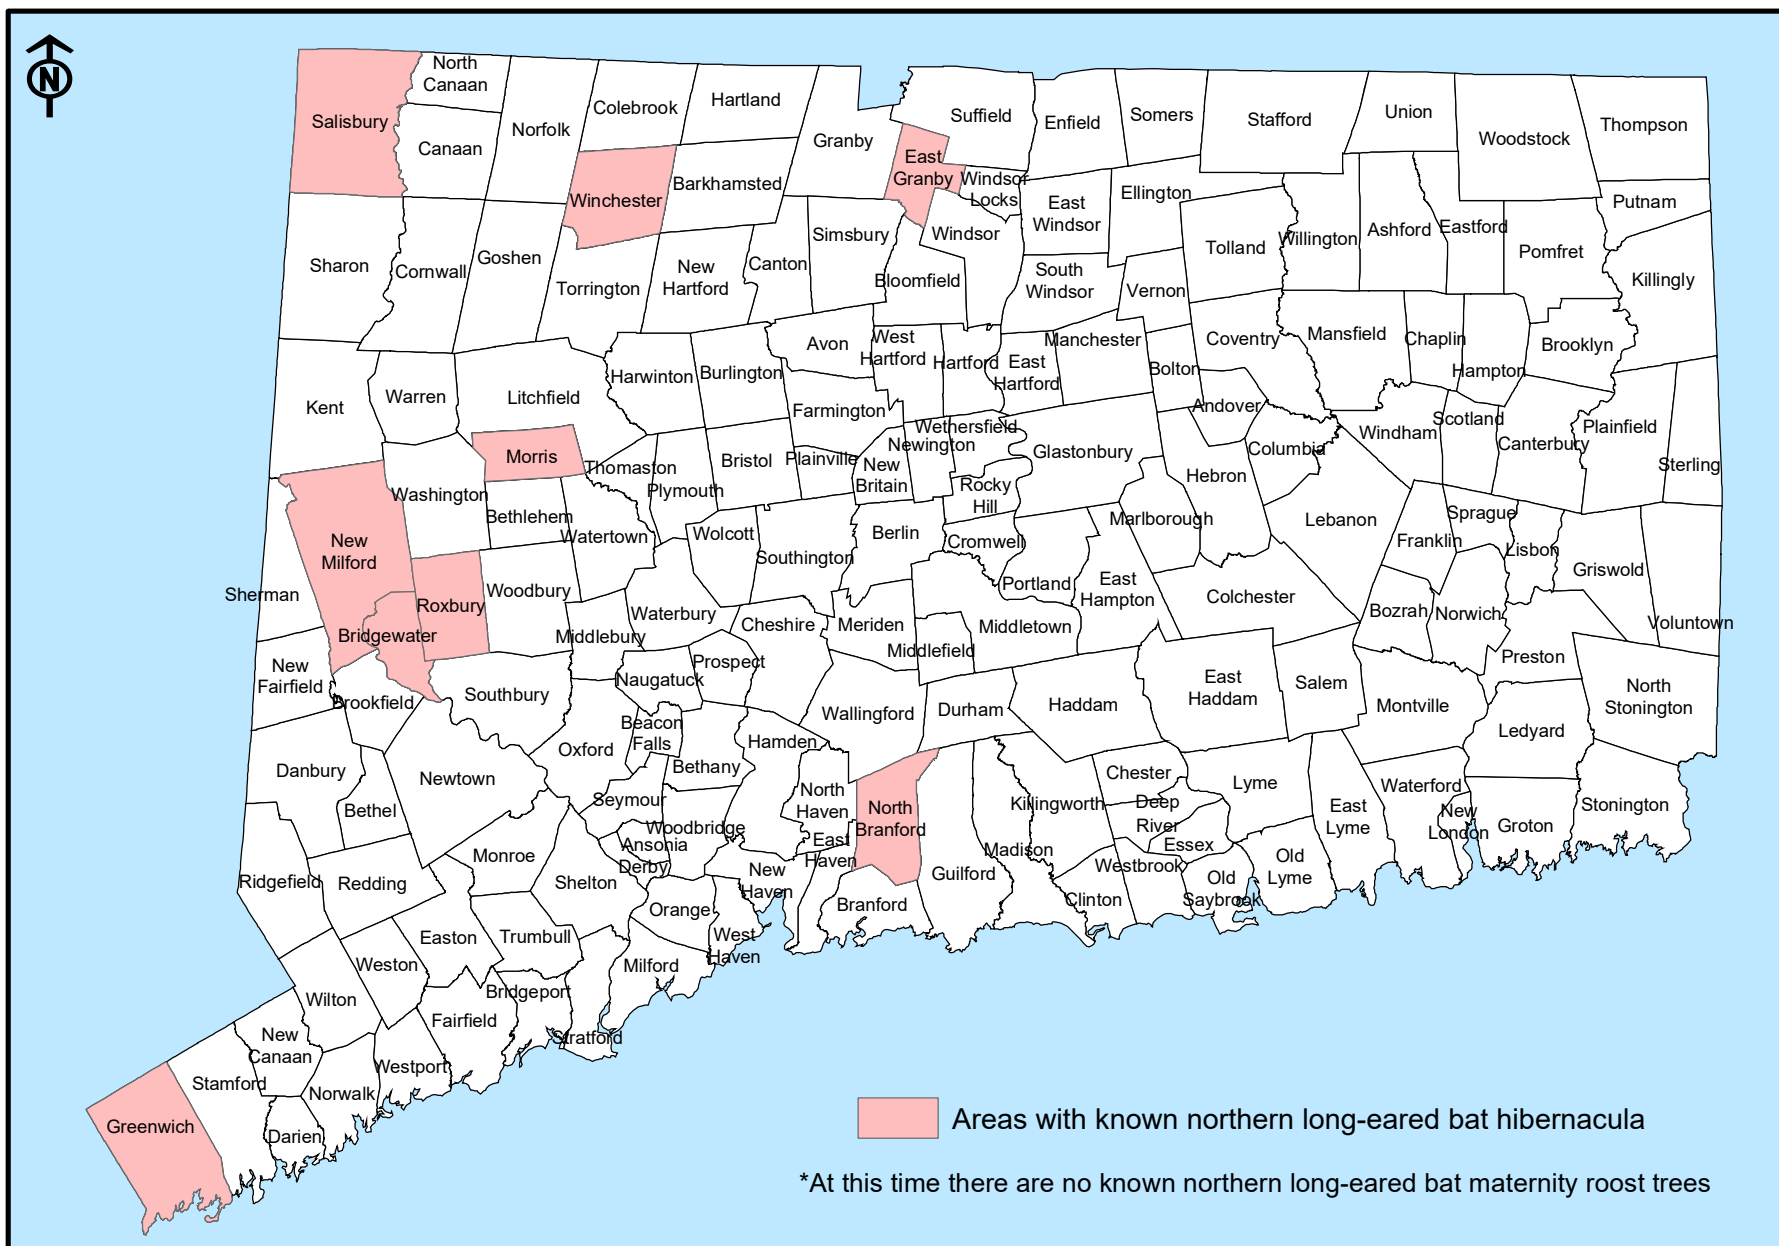 N
North
Canaan
Salisbury
Canaan
Norfolk
Colebrook
Hartland
Granby
Suffield
Enfield
Somers
Stafford
Union
Woodstock
Thompson
East
Granby
Windsor
Locks
Winchester
Barkhamsted
East
Windsor
Ellington
Putnam
Sharon
Cornwall
Goshen
Torrington
New
Hartford
Canton
Simsbury
Windsor
Bloomfield
South
Windsor
Vernon
Tolland
Willington
Ashford
Eastford
Pomfret
Killingly
Kent
Warren
Litchfield
Harwinton
Burlington
Avon
West
Hartford
Hartford
East
Hartford
Manchester
Bolton
Coventry
Mansfield
Chaplin
Hampton
Brooklyn
Farmington
Andover
Wethersfield
Newington
Glastonbury
Columbia
Windham
Scotland
Canterbury
Plainfield
Sterling
Morris
Thomaston
Plymouth
Bristol
Plainville
New
Britain
Rocky
Hill
Hebron
Washington
Bethlehem
Watertown
Wolcott
Southington
Berlin
Cromwell
Marlborough
Lebanon
Sprague
Franklin
Lisbon
Griswold
Voluntown
New
Milford
Sherman
Bridgewater
Roxbury
Woodbury
Middlebury
Waterbury
Cheshire
Meriden
Middlefield
Middletown
Portland
East
Hampton
Colchester
Bozrah
Norwich
Preston
New
Fairfield
Brookfield
Southbury
Naugatuck
Prospect
Wallingford
Durham
Haddam
East
Haddam
Salem
Montville
Ledyard
North
Stonington
Danbury
Bethel
Newtown
Oxford
Beacon
Falls
Bethany
Hamden
North
Haven
North
Branford
Killingworth
Chester
Deep
River
Essex
Lyme
East
Lyme
Waterford
New
London
Groton
Stonington
Seymour
Woodbridge
Ansonia
Derby
East
Haven
Madison
Westbrook
Old
Lyme
Ridgefield
Redding
Monroe
Shelton
New
Haven
Orange
Branford
Guilford
Clinton
Old
Saybrook
Easton
Trumbull
West
Haven
Milford
Weston
Wilton
Bridgeport
Fairfield
Stratford
New
Canaan
Westport
Stamford
Norwalk
Greenwich
Darien
Areas with known northern long-eared bat hibernacula
*At this time there are no known northern long-eared bat maternity roost trees